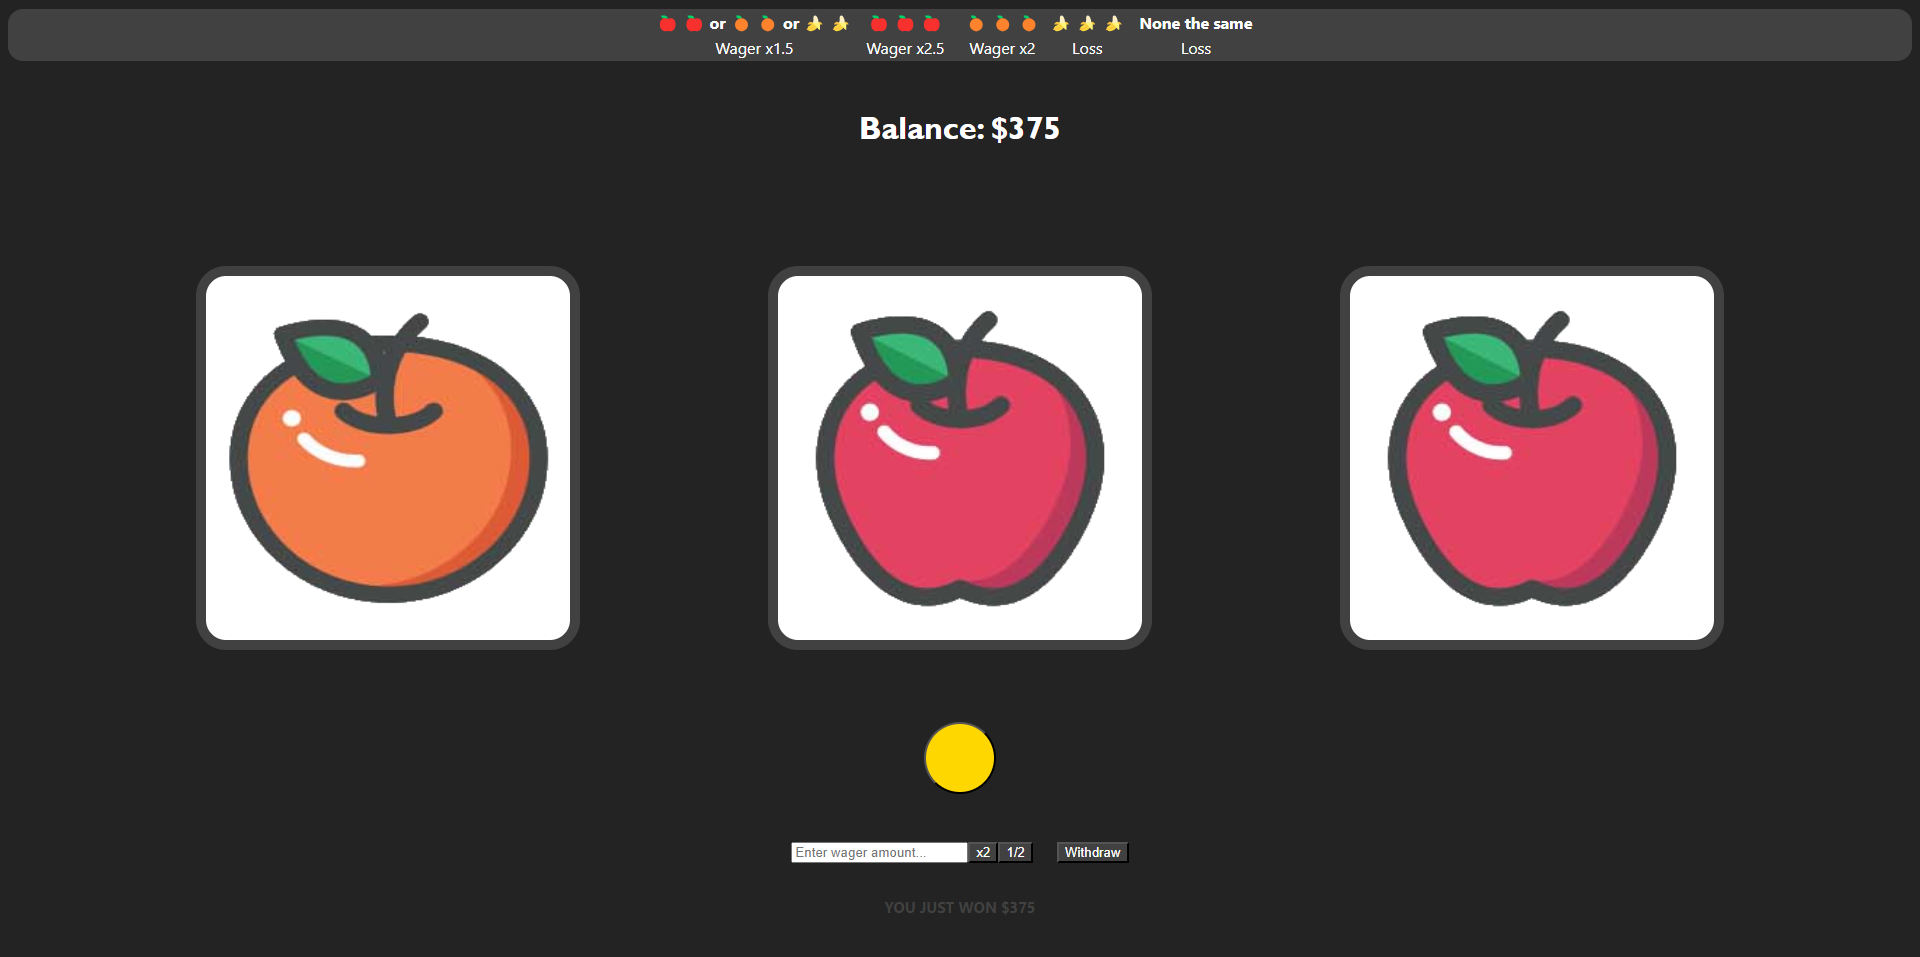 🍎 🍎 or 🍊 🍊 or 🍌 🍌 🍎 🍎 🍎 🍊 🍊 🍊 🍌 🍌 🍌 None the same
Wager x1.5 Wager x2.5 Wager x2 Loss Loss
Balance: $375
Enter wager amount... x2 1/2 Withdraw
YOU JUST WON $375